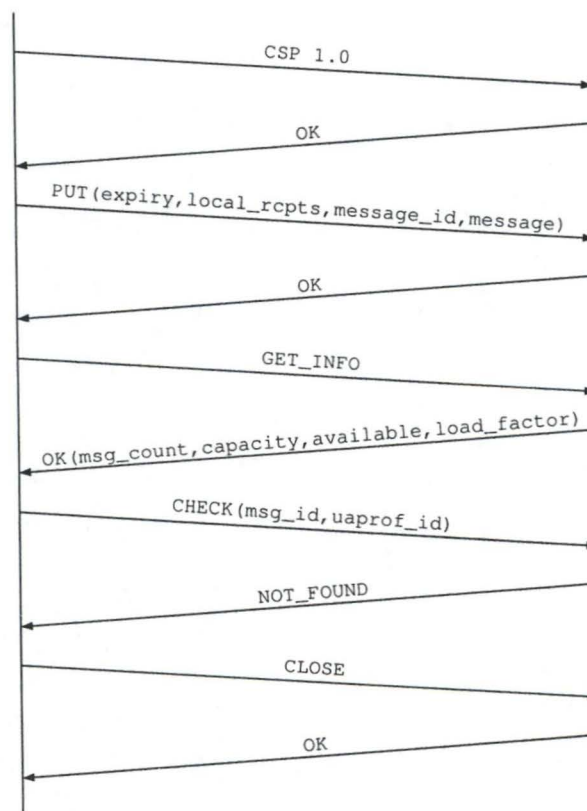 CSP 1.0
OK
PUT(expiry,local_rcpts,message_id,message)
OK
GET_INFO
OK(msg_count,capacity,available,load_factor)
CHECK(msg_id,uaprof_id)
NOT_FOUND
CLOSE
OK